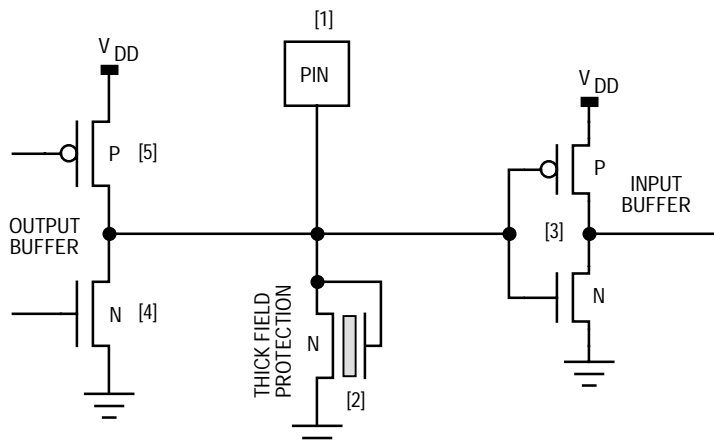 [1]
V DD
PIN
V DD
P [5]
P
INPUT
BUFFER
OUTPUT
BUFFER
[3]
N [4]
THICK FIELD
PROTECTION
N
N
[2]